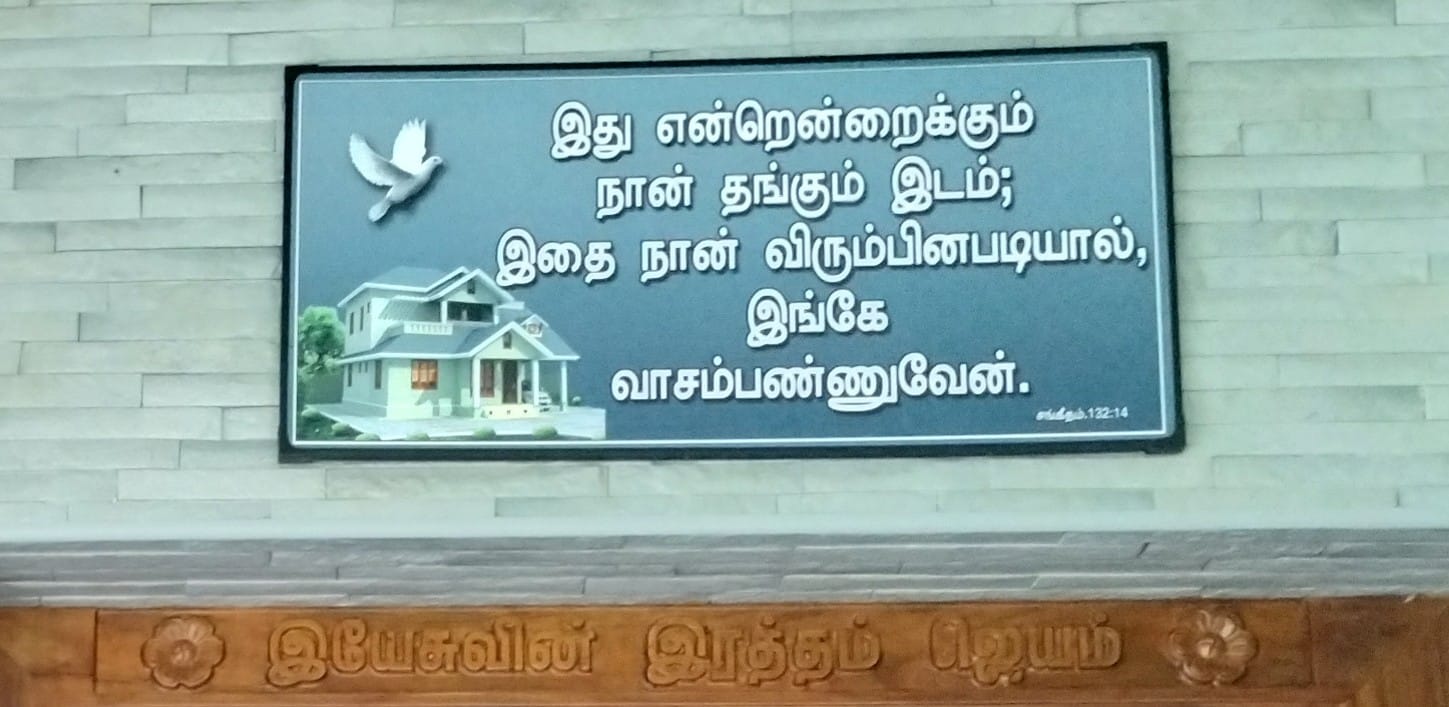 இது என்றென்றைக்கும்
நான் தங்கும் இடம்;
இதை நான் விரும்பினபடியால்,
இங்கே
வாசம்பண்ணுவேன்.
சங்கீதம்.132:14
இயேசுவின் இரத்தம் ஜெயம்